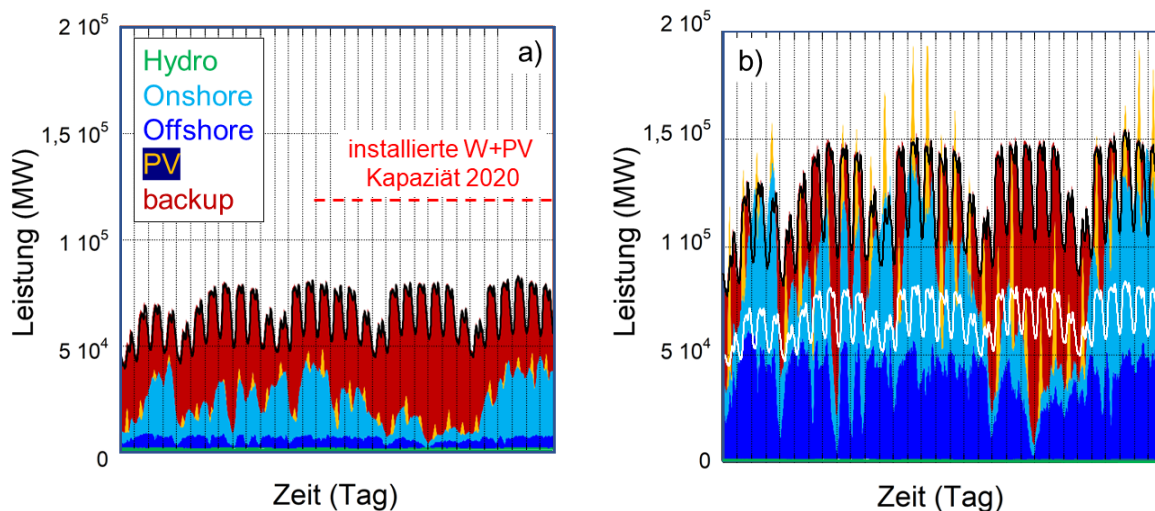 2 10⁵
a)
Hydro
Onshore
Offshore
PV
backup
1,5 10⁵
installierte W+PV
Kapaziät 2020
1 10⁵
5 10⁴
0
Leistung (MW)
Zeit (Tag)
2 10⁵
b)
1,5 10⁵
1 10⁵
5 10⁴
0
Leistung (MW)
Zeit (Tag)